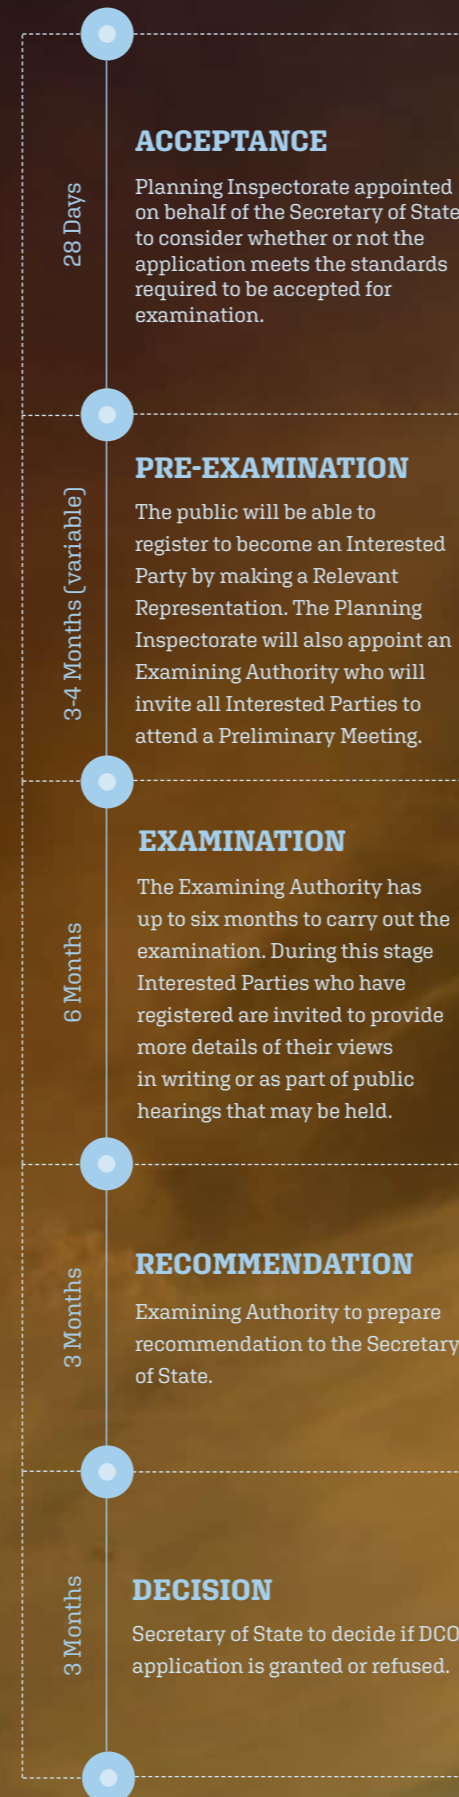 28 Days
ACCEPTANCE
Planning Inspectorate appointed
on behalf of the Secretary of State
to consider whether or not the
application meets the standards
required to be accepted for
examination.
3-4 Months (variable)
PRE-EXAMINATION
The public will be able to
register to become an Interested
Party by making a Relevant
Representation. The Planning
Inspectorate will also appoint an
Examining Authority who will
invite all Interested Parties to
attend a Preliminary Meeting.
6 Months
EXAMINATION
The Examining Authority has
up to six months to carry out the
examination. During this stage
Interested Parties who have
registered are invited to provide
more details of their views
in writing or as part of public
hearings that may be held.
3 Months
RECOMMENDATION
Examining Authority to prepare
recommendation to the Secretary
of State.
3 Months
DECISION
Secretary of State to decide if DCO
application is granted or refused.